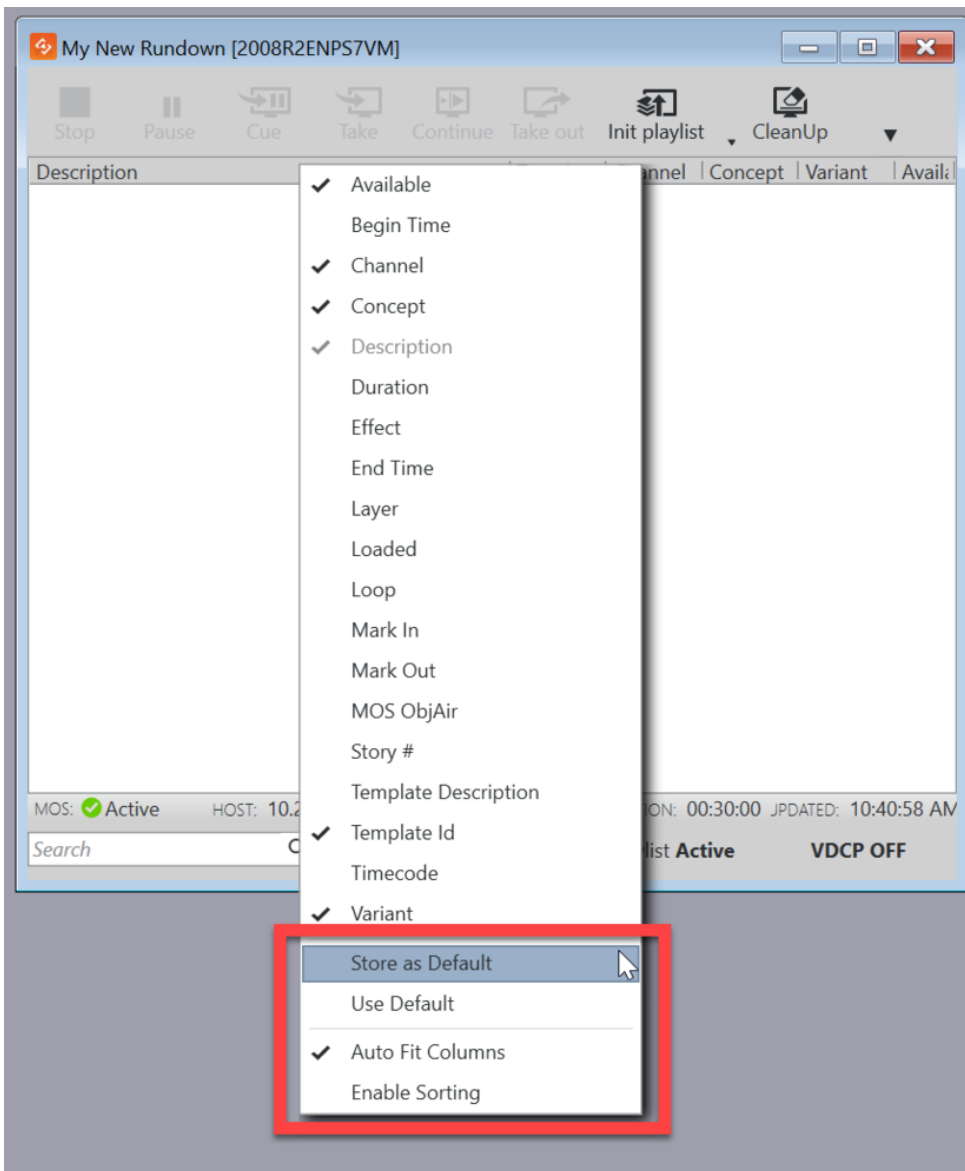 My New Rundown [2008R2ENPS7VM]
Stop Pause Cue Take Continue Take out Init playlist CleanUp
Description Concept Variant
Available
Begin Time
Channel
Concept
Description
Duration
Effect
End Time
Layer
Loaded
Loop
Mark In
Mark Out
MOS ObjAir
Story #
Template Description
MOS: Active HOST: 10.2 00:30:00 JPDATED: 10:40:58 AM
Template Id
Search Active VDCP OFF
Timecode
Variant
Store as Default
Use Default
Auto Fit Columns
Enable Sorting